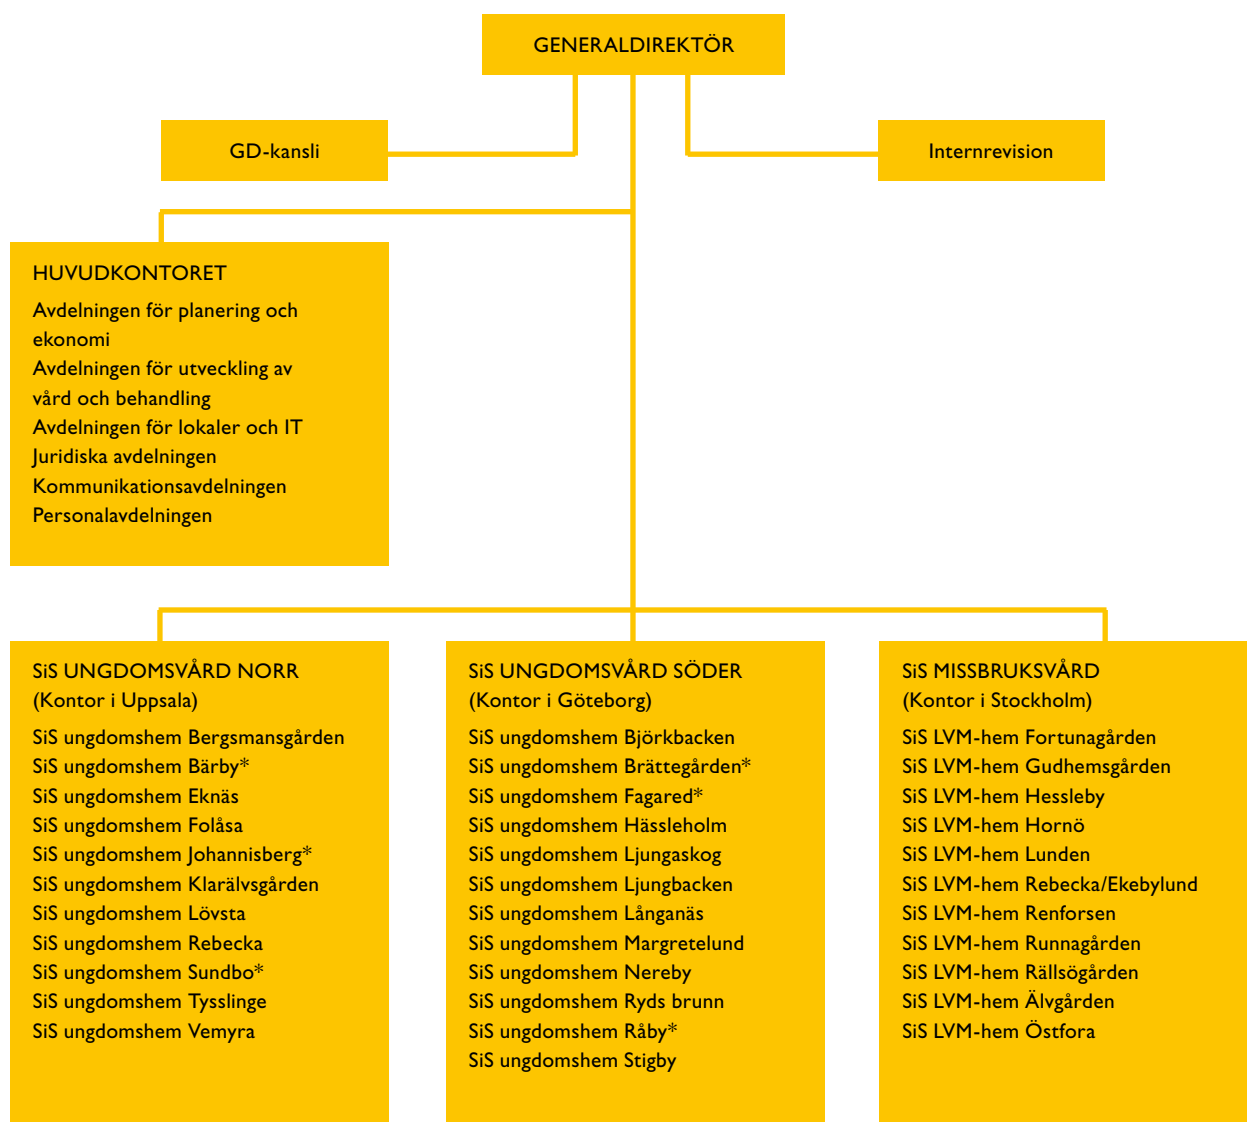 GENERALDIREKTÖR
GD-kansli
Internrevision
HUVUDKONTORET
Avdelningen för planering och
ekonomi
Avdelningen för utveckling av
vård och behandling
Avdelningen för lokaler och IT
Juridiska avdelningen
Kommunikationsavdelningen
Personalavdelningen
SiS UNGDOMSVÅRD NORR
(Kontor i Uppsala)
SiS ungdomshem Bergsmansgården
SiS ungdomshem Bärby*
SiS ungdomshem Eknäs
SiS ungdomshem Folåsa
SiS ungdomshem Johannisberg*
SiS ungdomshem Klarälvsgården
SiS ungdomshem Lövsta
SiS ungdomshem Rebecka
SiS ungdomshem Sundbo*
SiS ungdomshem Tysslinge
SiS ungdomshem Vemyra
SiS UNGDOMSVÅRD SÖDER
(Kontor i Göteborg)
SiS ungdomshem Björkbacken
SiS ungdomshem Brättegården*
SiS ungdomshem Fagared*
SiS ungdomshem Hässleholm
SiS ungdomshem Ljungaskog
SiS ungdomshem Ljungbacken
SiS ungdomshem Långanäs
SiS ungdomshem Margretelund
SiS ungdomshem Nereby
SiS ungdomshem Ryds brunn
SiS ungdomshem Råby*
SiS ungdomshem Stigby
SiS MISSBRUKSVÅRD
(Kontor i Stockholm)
SiS LVM-hem Fortunagården
SiS LVM-hem Gudhemsgården
SiS LVM-hem Hessleby
SiS LVM-hem Hornö
SiS LVM-hem Lunden
SiS LVM-hem Rebecka/Ekebylund
SiS LVM-hem Renforsen
SiS LVM-hem Runnagården
SiS LVM-hem Rällsögården
SiS LVM-hem Älvgården
SiS LVM-hem Östfora